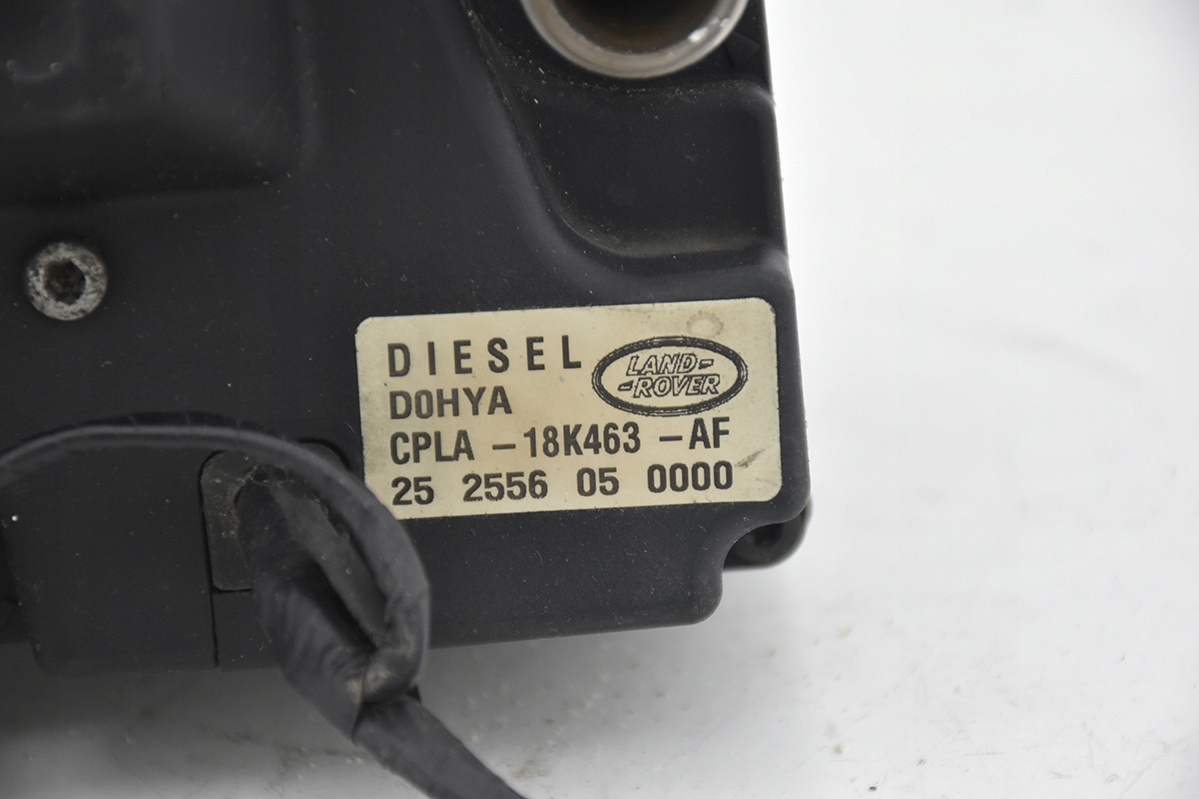 DIESEL
LAND-
-ROVER
D0HYA
CPLA -18K463 -AF
25 2556 05 0000